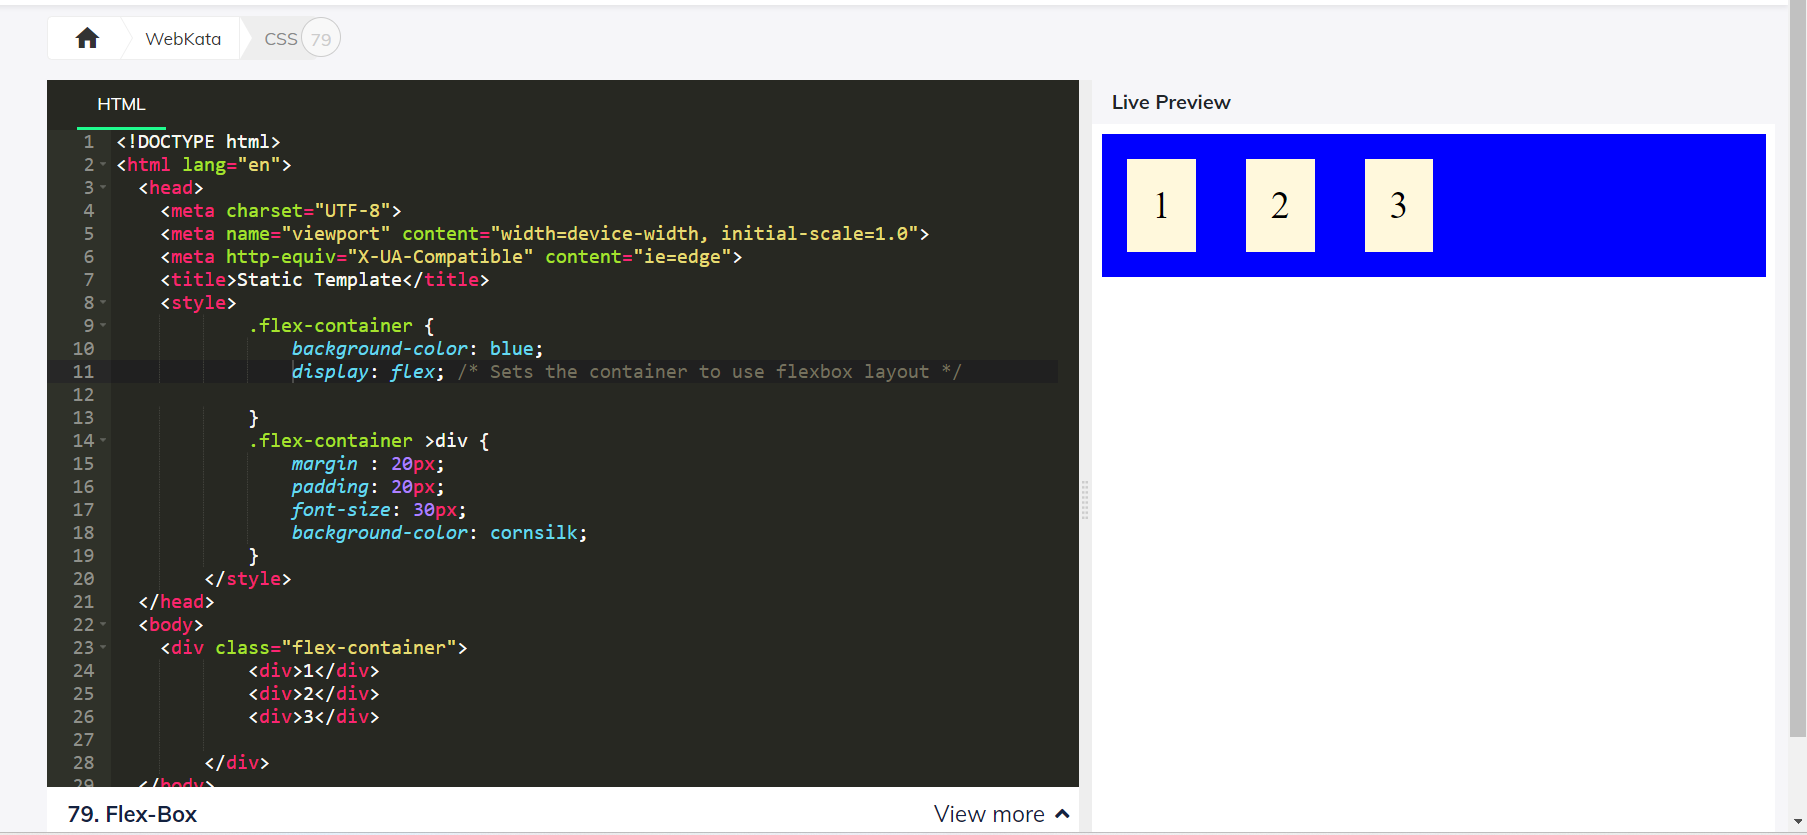 WebKata CSS 79
HTML
1 <!DOCTYPE html>
2 <html lang="en">
3 <head>
4 <meta charset="UTF-8">
5 <meta name="viewport" content="width=device-width, initial-scale=1.0">
6 <meta http-equiv="X-UA-Compatible" content="ie=edge">
7 <title>Static Template</title>
8 <style>
9 .flex-container {
10 background-color: blue;
11 display: flex; /* Sets the container to use flexbox layout */
12
13 }
14 .flex-container >div {
15 margin : 20px;
16 padding: 20px;
17 font-size: 30px;
18 background-color: cornsilk;
19 }
20 </style>
21 </head>
22 <body>
23 <div class="flex-container">
24 <div>1</div>
25 <div>2</div>
26 <div>3</div>
27
28 </div>
29 </body>
79. Flex-Box
View more
Live Preview
1 2 3